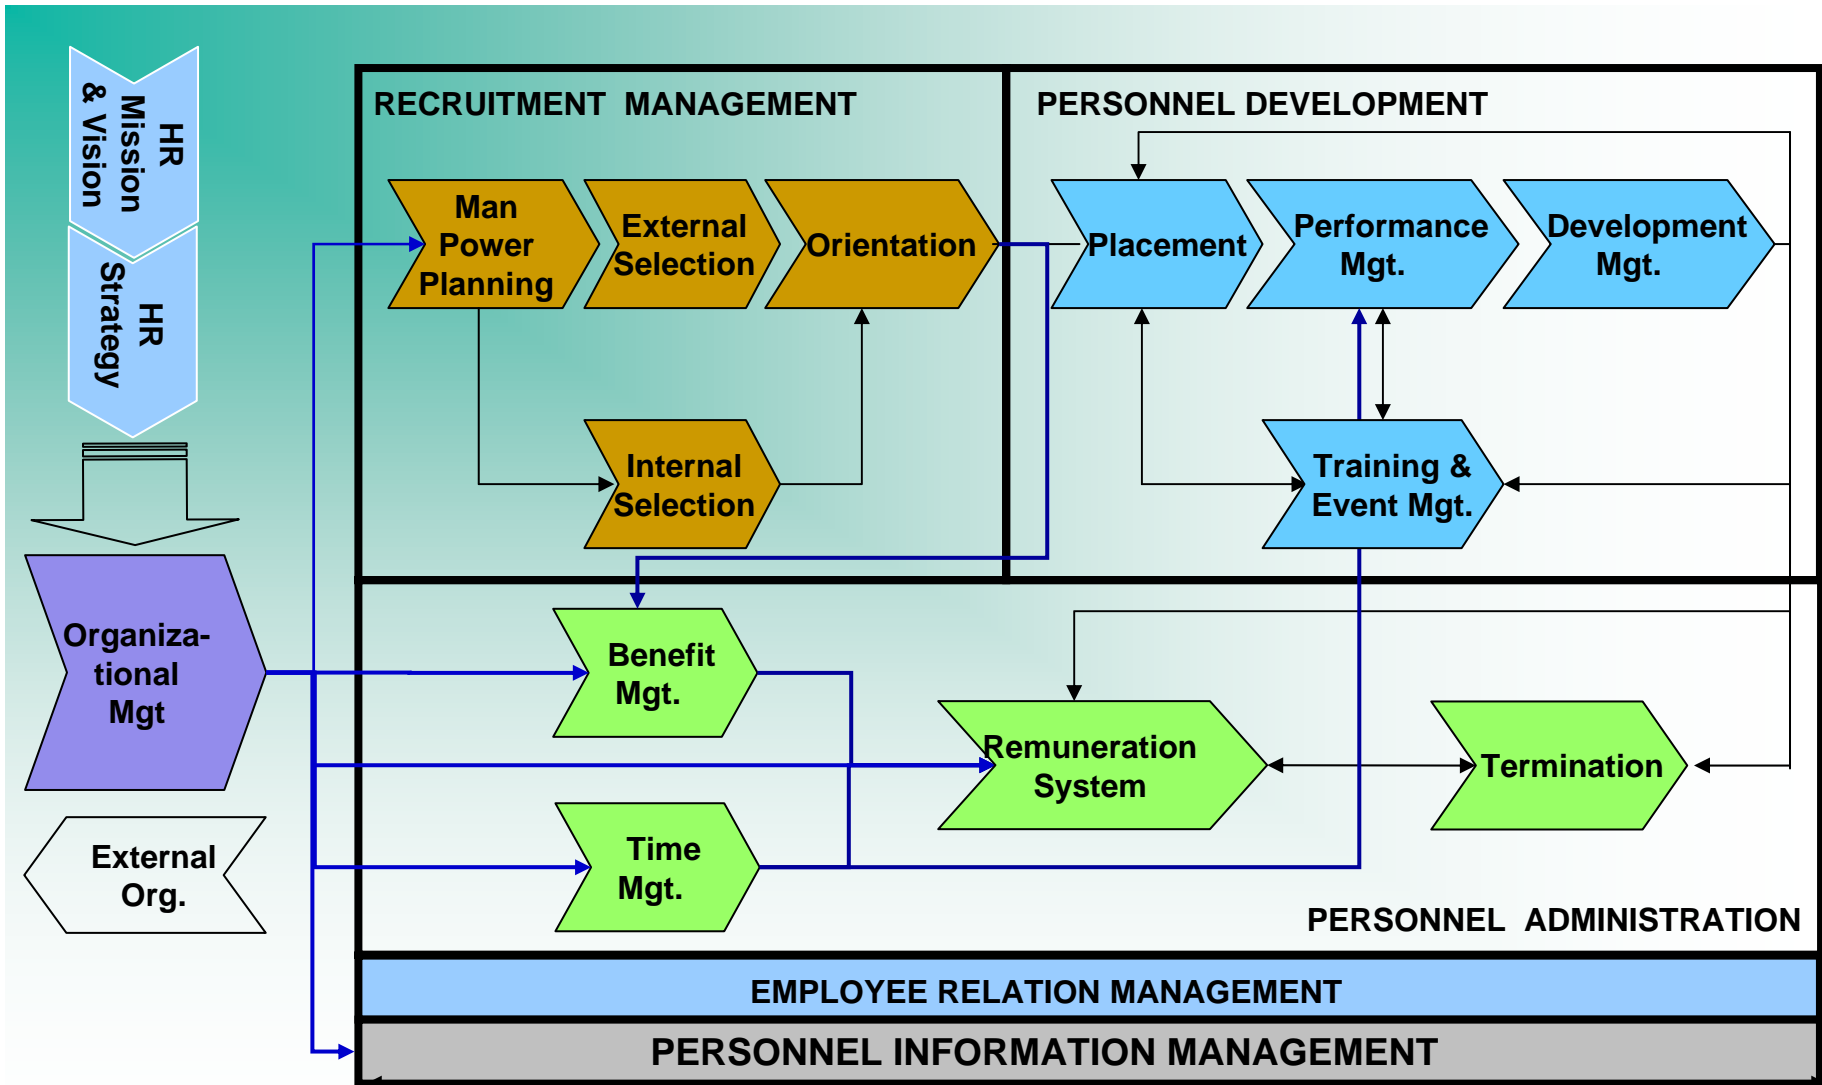 HR
Mission
& Vision
HR
Strategy
Organiza-
tional
Mgt
External
Org.
RECRUITMENT MANAGEMENT
Man
Power
Planning
External
Selection
Orientation
Internal
Selection
PERSONNEL DEVELOPMENT
Placement
Performance
Mgt.
Development
Mgt.
Training &
Event Mgt.
Benefit
Mgt.
Remuneration
System
Termination
Time
Mgt.
PERSONNEL ADMINISTRATION
EMPLOYEE RELATION MANAGEMENT
PERSONNEL INFORMATION MANAGEMENT